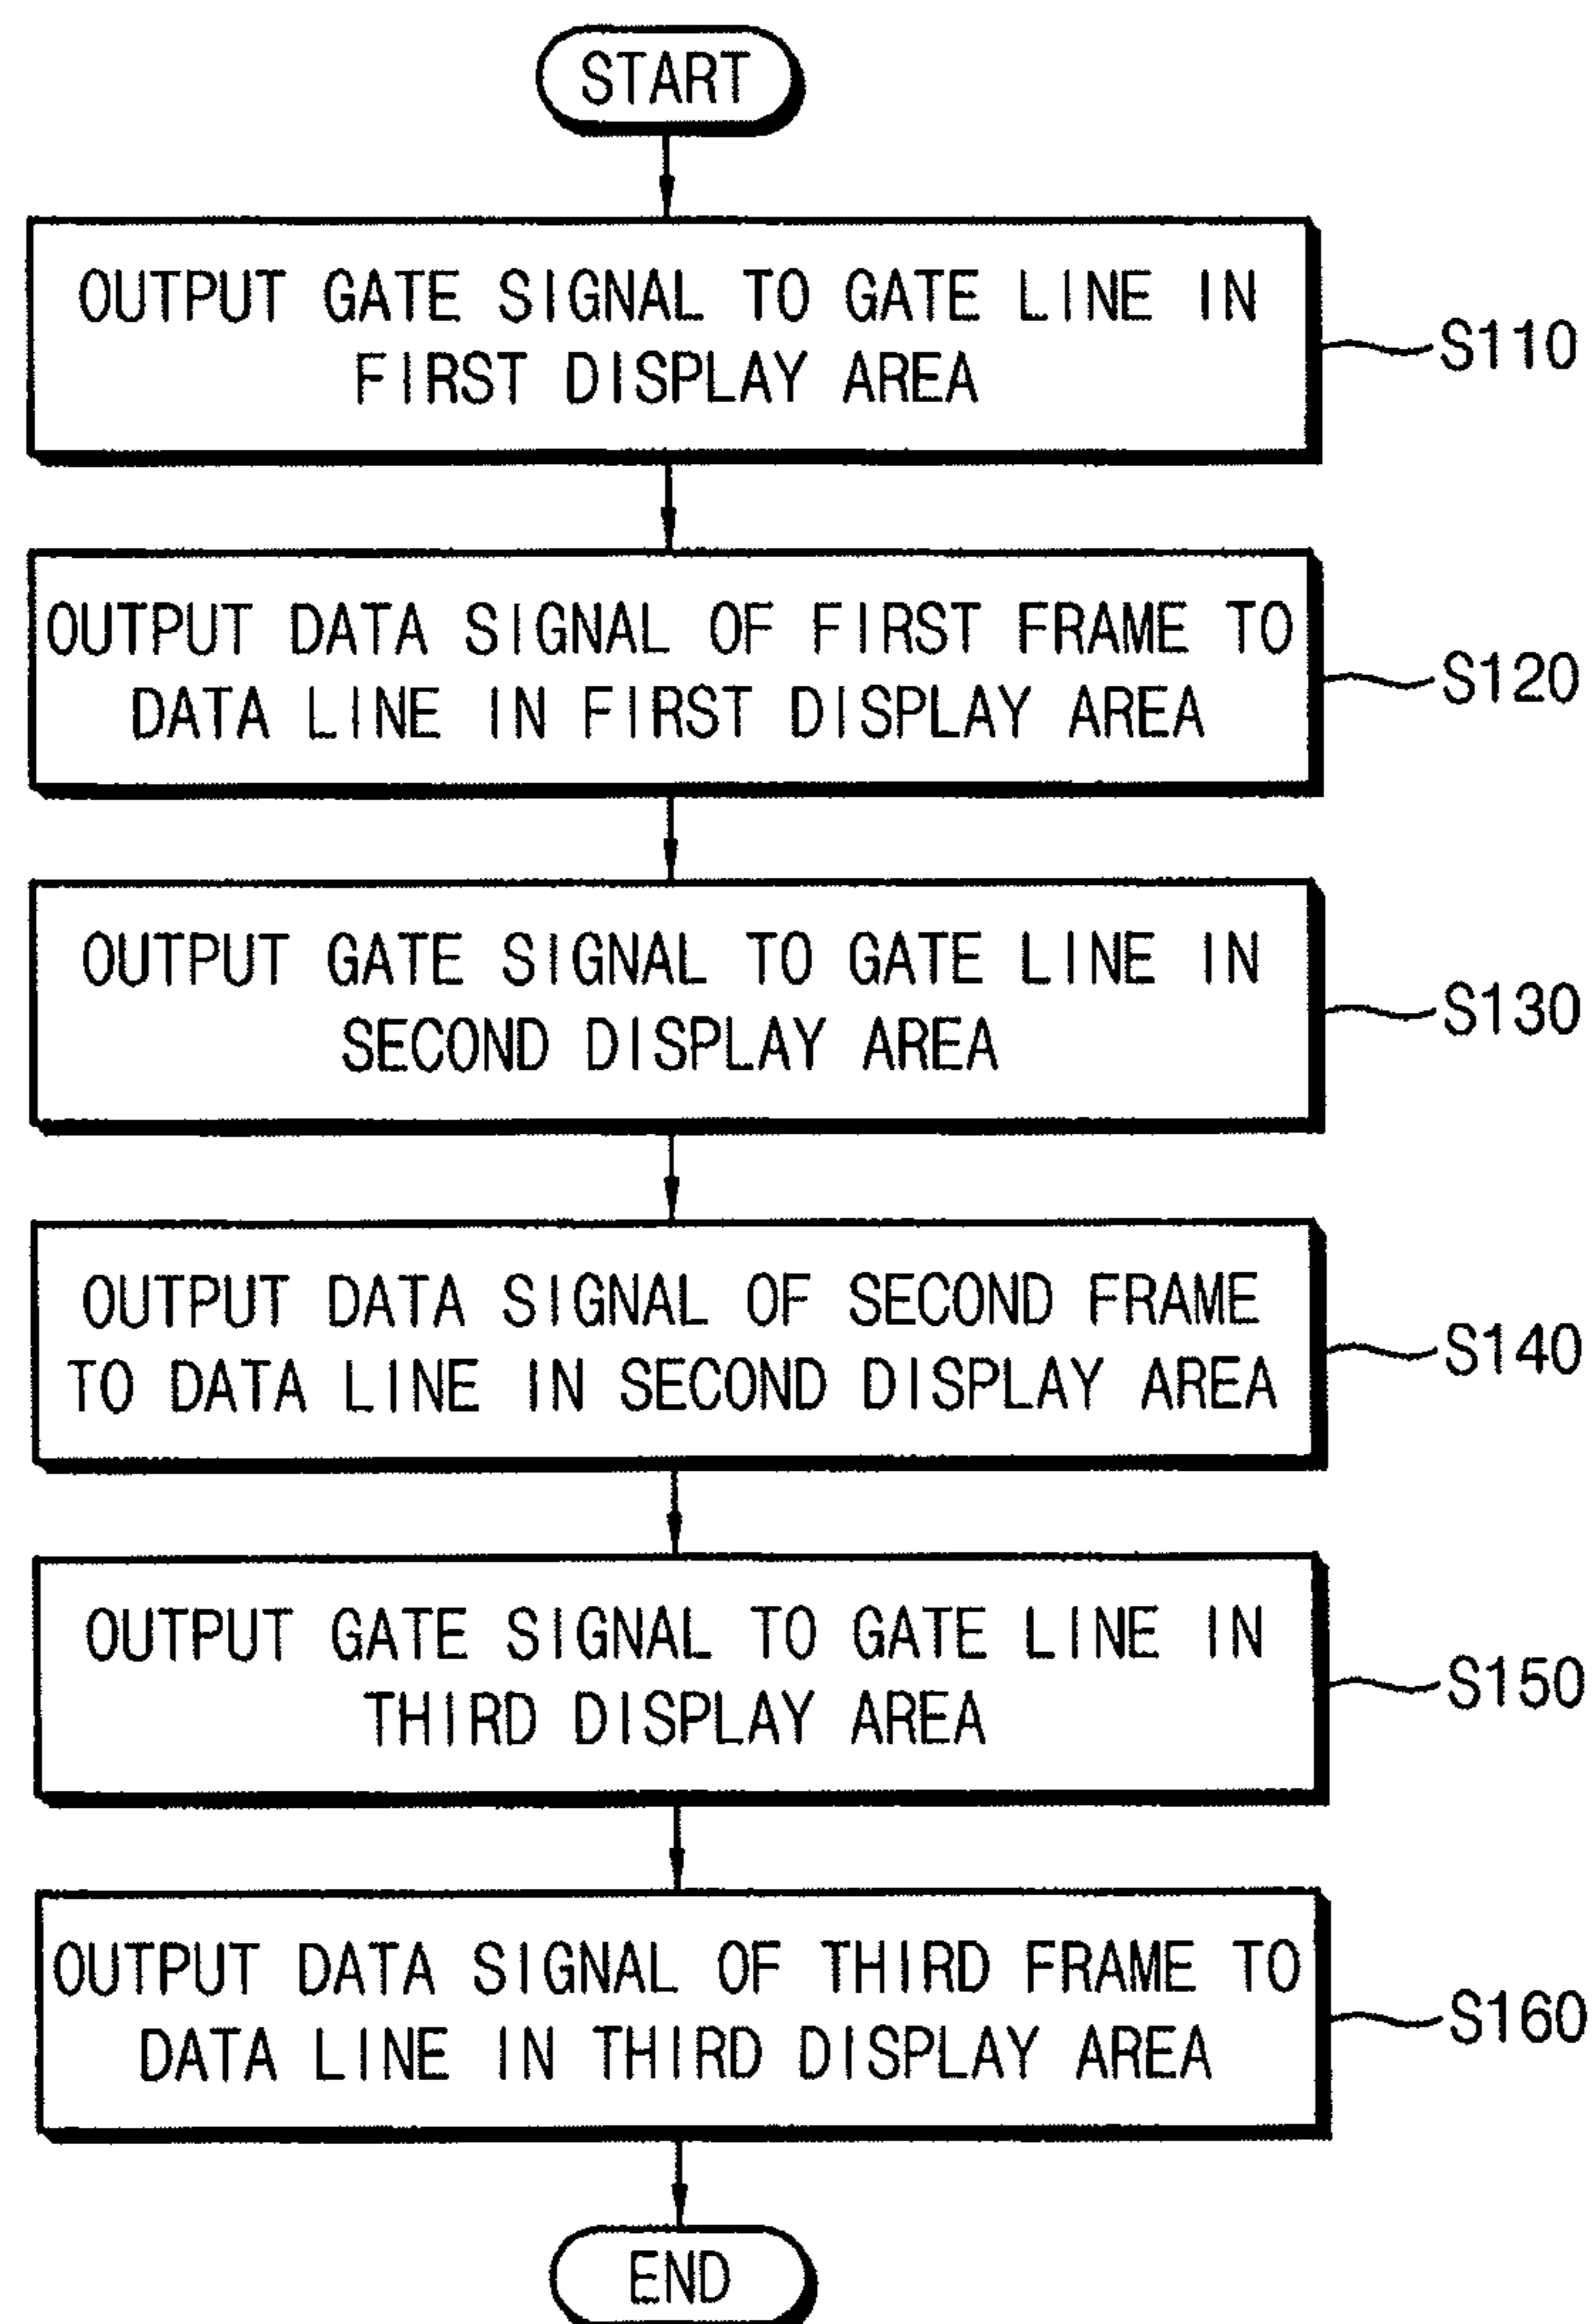 START
OUTPUT GATE SIGNAL TO GATE LINE IN
FIRST DISPLAY AREA
S110
OUTPUT DATA SIGNAL OF FIRST FRAME TO
DATA LINE IN FIRST DISPLAY AREA
S120
OUTPUT GATE SIGNAL TO GATE LINE IN
SECOND DISPLAY AREA
S130
OUTPUT DATA SIGNAL OF SECOND FRAME
TO DATA LINE IN SECOND DISPLAY AREA
S140
OUTPUT GATE SIGNAL TO GATE LINE IN
THIRD DISPLAY AREA
S150
OUTPUT DATA SIGNAL OF THIRD FRAME TO
DATA LINE IN THIRD DISPLAY AREA
S160
END